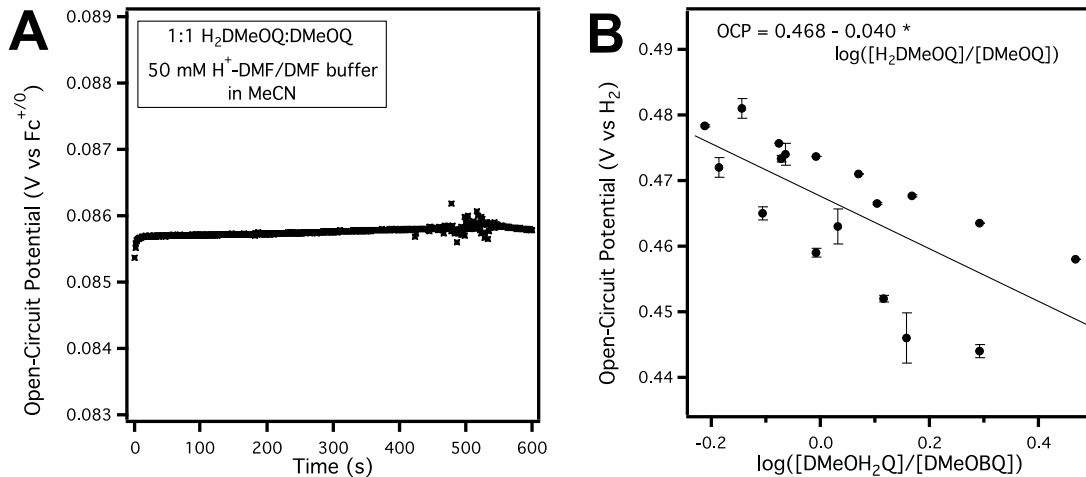 A
Open-Circuit Potential (V vs Fc+/0)
0.089
0.088
0.087
0.086
0.085
0.084
0.083
1:1 H2DMeOQ:DMeOQ
50 mM H+-DMF/DMF buffer
in MeCN
0
100
200
300
400
500
600
Time (s)
B
Open-Circuit Potential (V vs H2)
0.49
0.48
0.47
0.46
0.45
0.44
OCP = 0.468 - 0.040 *
log([H2DMeOQ]/[DMeOQ])
-0.2
0.0
0.2
0.4
log([DMeOH2Q]/[DMeOBQ])